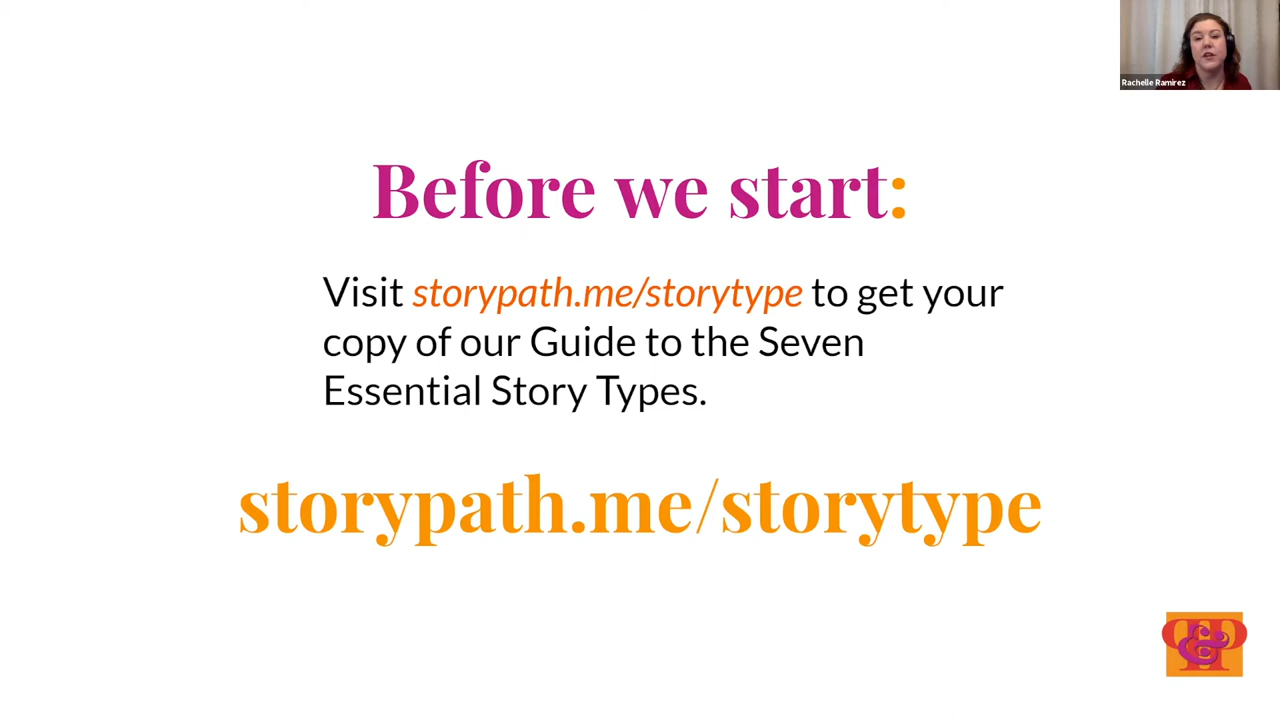 Rachelle Ramirez
Before we start:
Visit storypath.me/storytype to get your
copy of our Guide to the Seven
Essential Story Types.
storypath.me/storytype
P&P